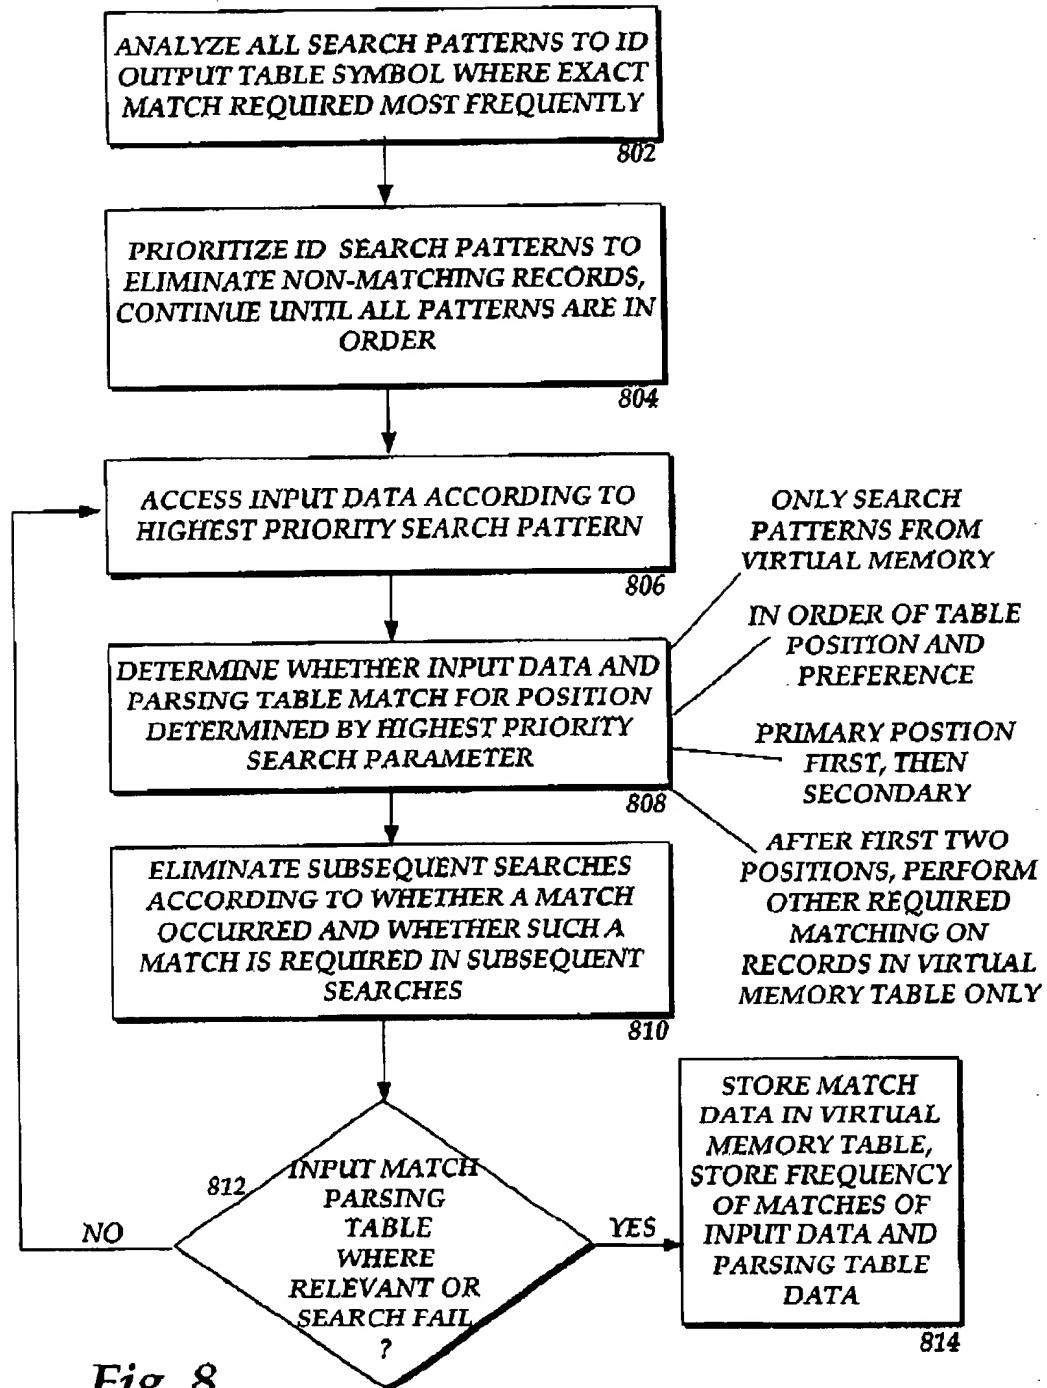 ANALYZE ALL SEARCH PATTERNS TO ID
OUTPUT TABLE SYMBOL WHERE EXACT
MATCH REQUIRED MOST FREQUENTLY
802
PRIORITIZE ID SEARCH PATTERNS TO
ELIMINATE NON-MATCHING RECORDS,
CONTINUE UNTIL ALL PATTERNS ARE IN
ORDER
804
ACCESS INPUT DATA ACCORDING TO
HIGHEST PRIORITY SEARCH PATTERN
806
ONLY SEARCH
PATTERNS FROM
VIRTUAL MEMORY
IN ORDER OF TABLE
POSITION AND
PREFERENCE
PRIMARY POSTION
FIRST, THEN
SECONDARY
AFTER FIRST TWO
POSITIONS, PERFORM
OTHER REQUIRED
MATCHING ON
RECORDS IN VIRTUAL
MEMORY TABLE ONLY
DETERMINE WHETHER INPUT DATA AND
PARSING TABLE MATCH FOR POSITION
DETERMINED BY HIGHEST PRIORITY
SEARCH PARAMETER
808
ELIMINATE SUBSEQUENT SEARCHES
ACCORDING TO WHETHER A MATCH
OCCURRED AND WHETHER SUCH A
MATCH IS REQUIRED IN SUBSEQUENT
SEARCHES
810
812
INPUT MATCH
PARSING
TABLE
WHERE
RELEVANT OR
SEARCH FAIL
?
NO
YES
STORE MATCH
DATA IN VIRTUAL
MEMORY TABLE,
STORE FREQUENCY
OF MATCHES OF
INPUT DATA AND
PARSING TABLE
DATA
814
Fig. 8